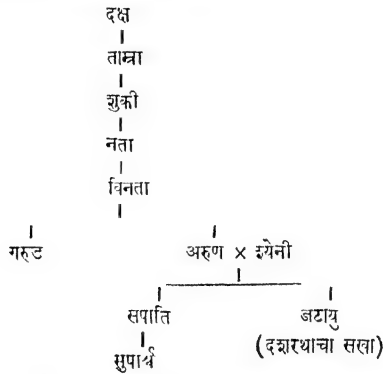 दक्ष
ताम्रा
शुकी
नता
विनता
गरुड अरुण × श्येनी
संपाति जटायु
सुपार्श्व (दशरथाचा सखा)